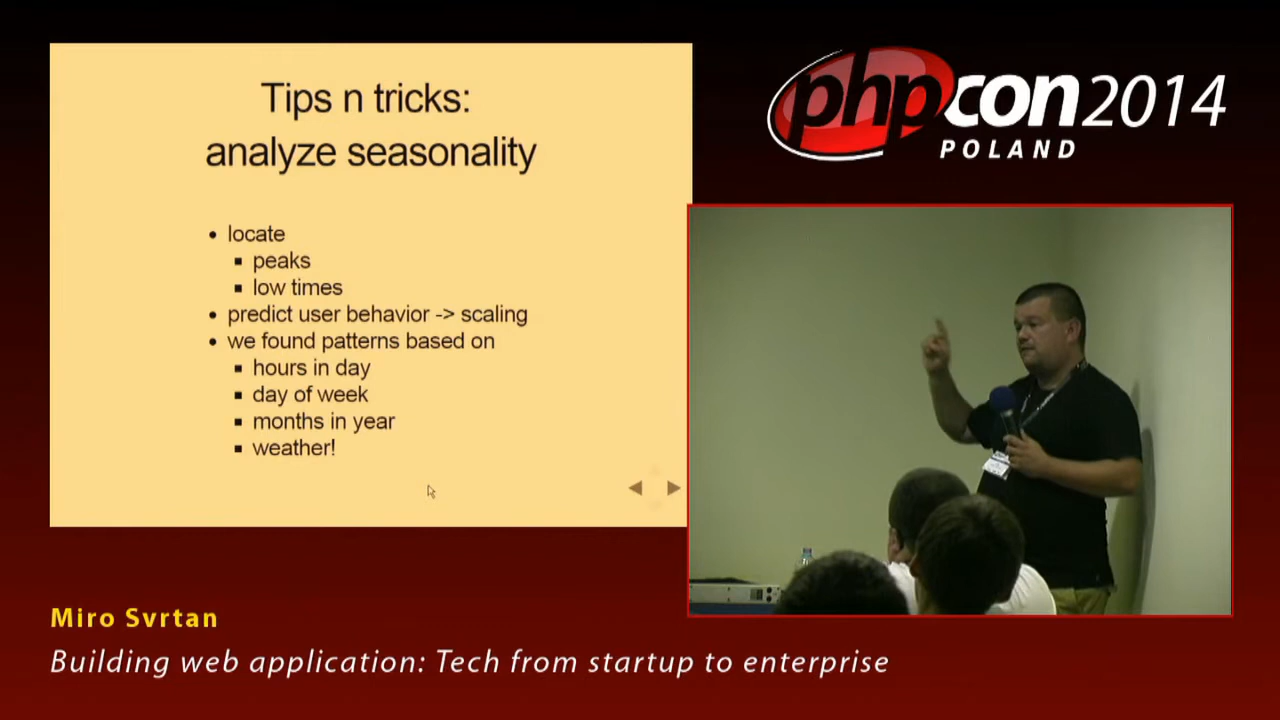 Tips n tricks:
analyze seasonality
locate
peaks
low times
predict user behavior -> scaling
we found patterns based on
hours in day
day of week
months in year
weather!
phpcon2014
POLAND
Miro Svrtan
Building web application: Tech from startup to enterprise